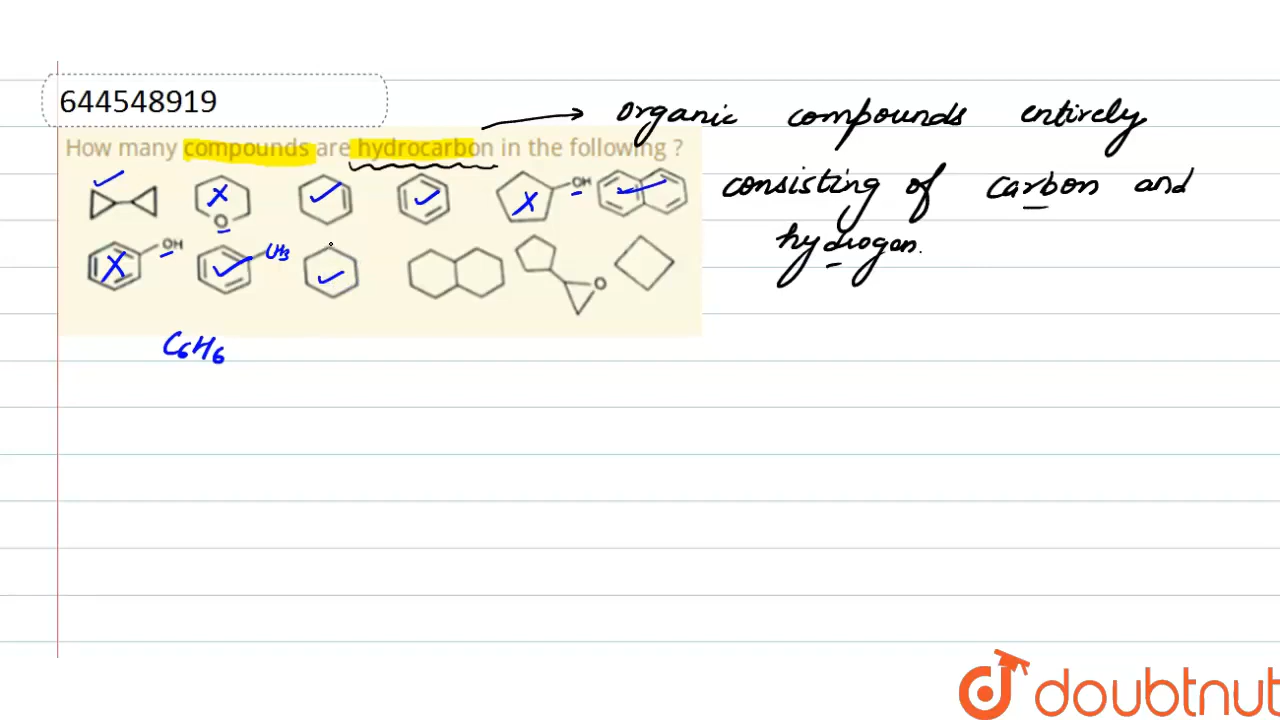 644548919
organic compounds entirely
How many compounds are hydrocarbon in the following ?
consisting of carbon and
hydrogen.
O
OH
OH
CH3
O
C6H6
doubtnut